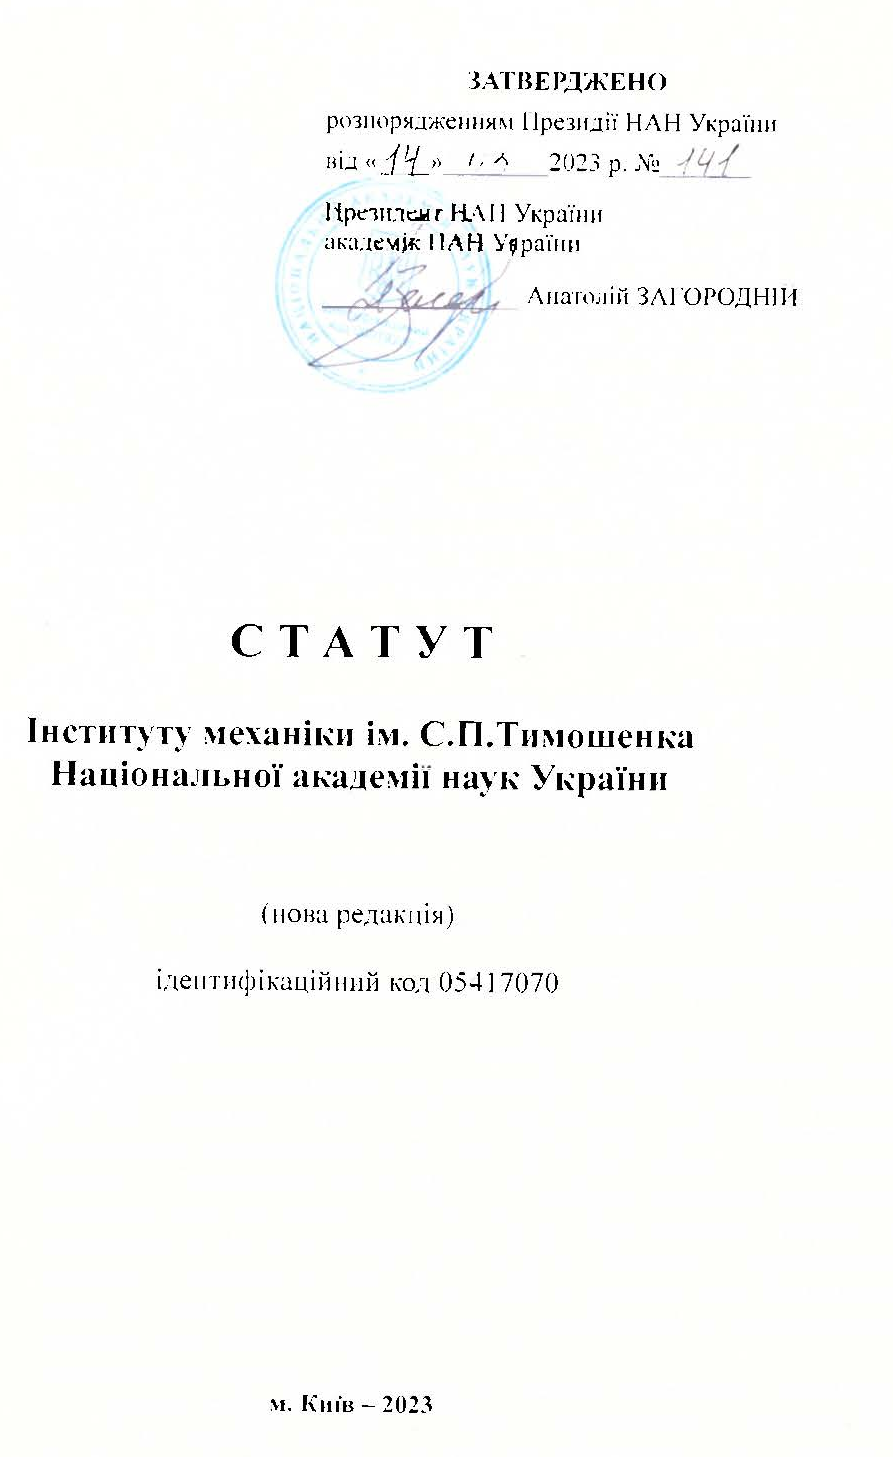 ЗАТВЕРДЖЕНО
розпорядженням Президії НАН України
від «14» 2023 р. № 141
Президент НАН України
академік НАН України
Анатолій ЗАГОРОДНІЙ
СТАТУТ
Інституту механіки ім. С.П.Тимошенка
Національної академії наук України
(нова редакція)
ідентифікаційний код 05417070
м. Київ – 2023